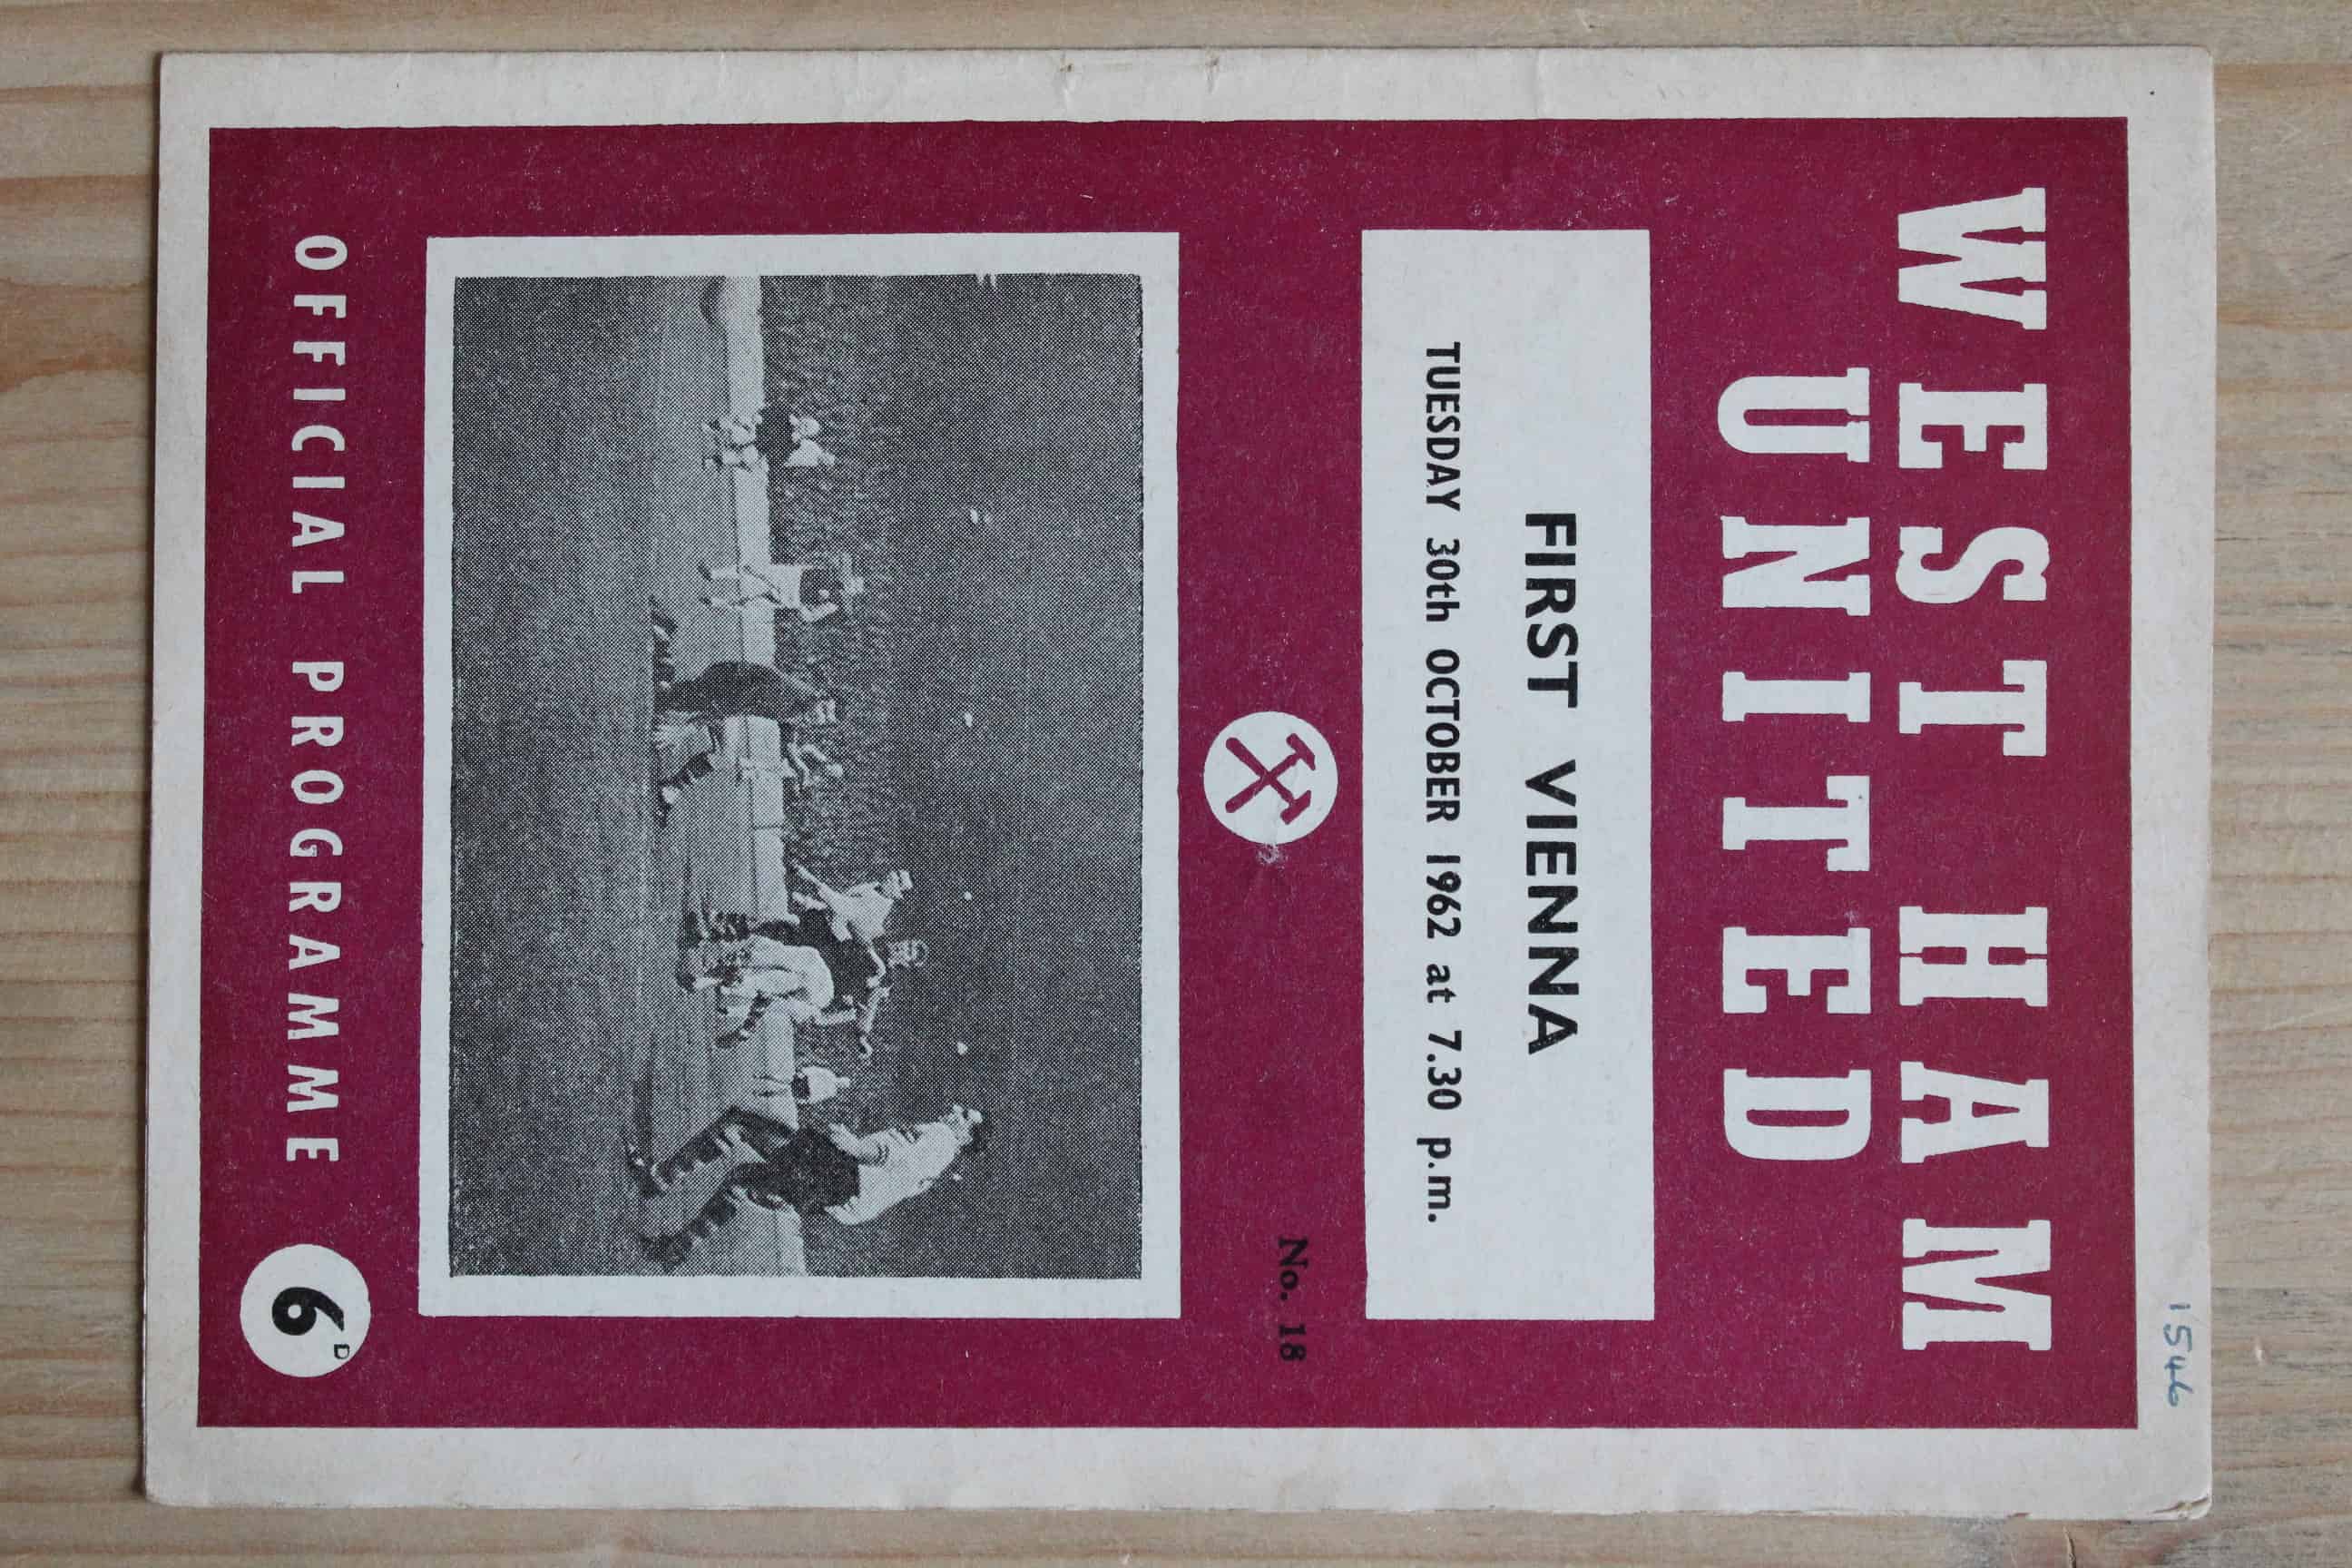 1546
WEST HAM
UNITED
FIRST VIENNA
TUESDAY 30th OCTOBER 1962 at 7.30 p.m.
No. 18
OFFICIAL PROGRAMME 6D